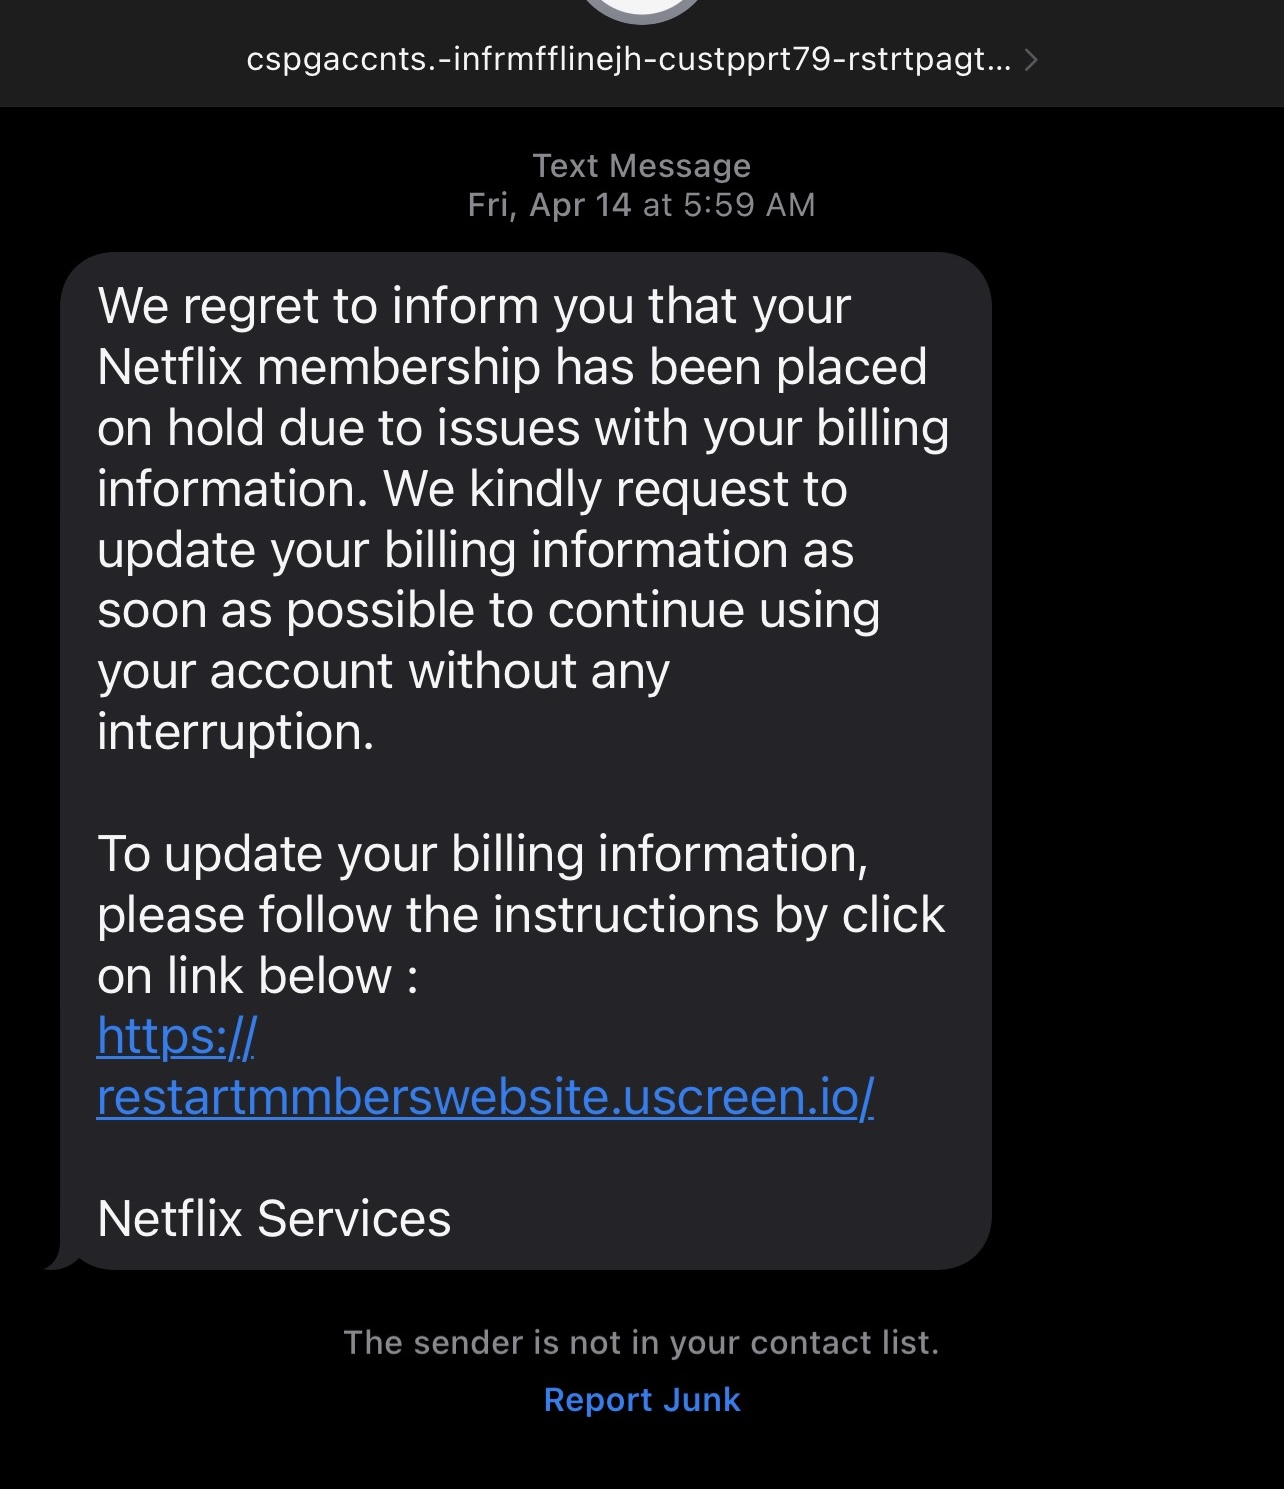 cspgaccnts.-infrmfflinejh-custpprt79-rstrtpagt...
Text Message
Fri, Apr 14 at 5:59 AM
We regret to inform you that your
Netflix membership has been placed
on hold due to issues with your billing
information. We kindly request to
update your billing information as
soon as possible to continue using
your account without any
interruption.
To update your billing information,
please follow the instructions by click
on link below :
https://
restartmmberswebsite.uscreen.io/
Netflix Services
The sender is not in your contact list.
Report Junk